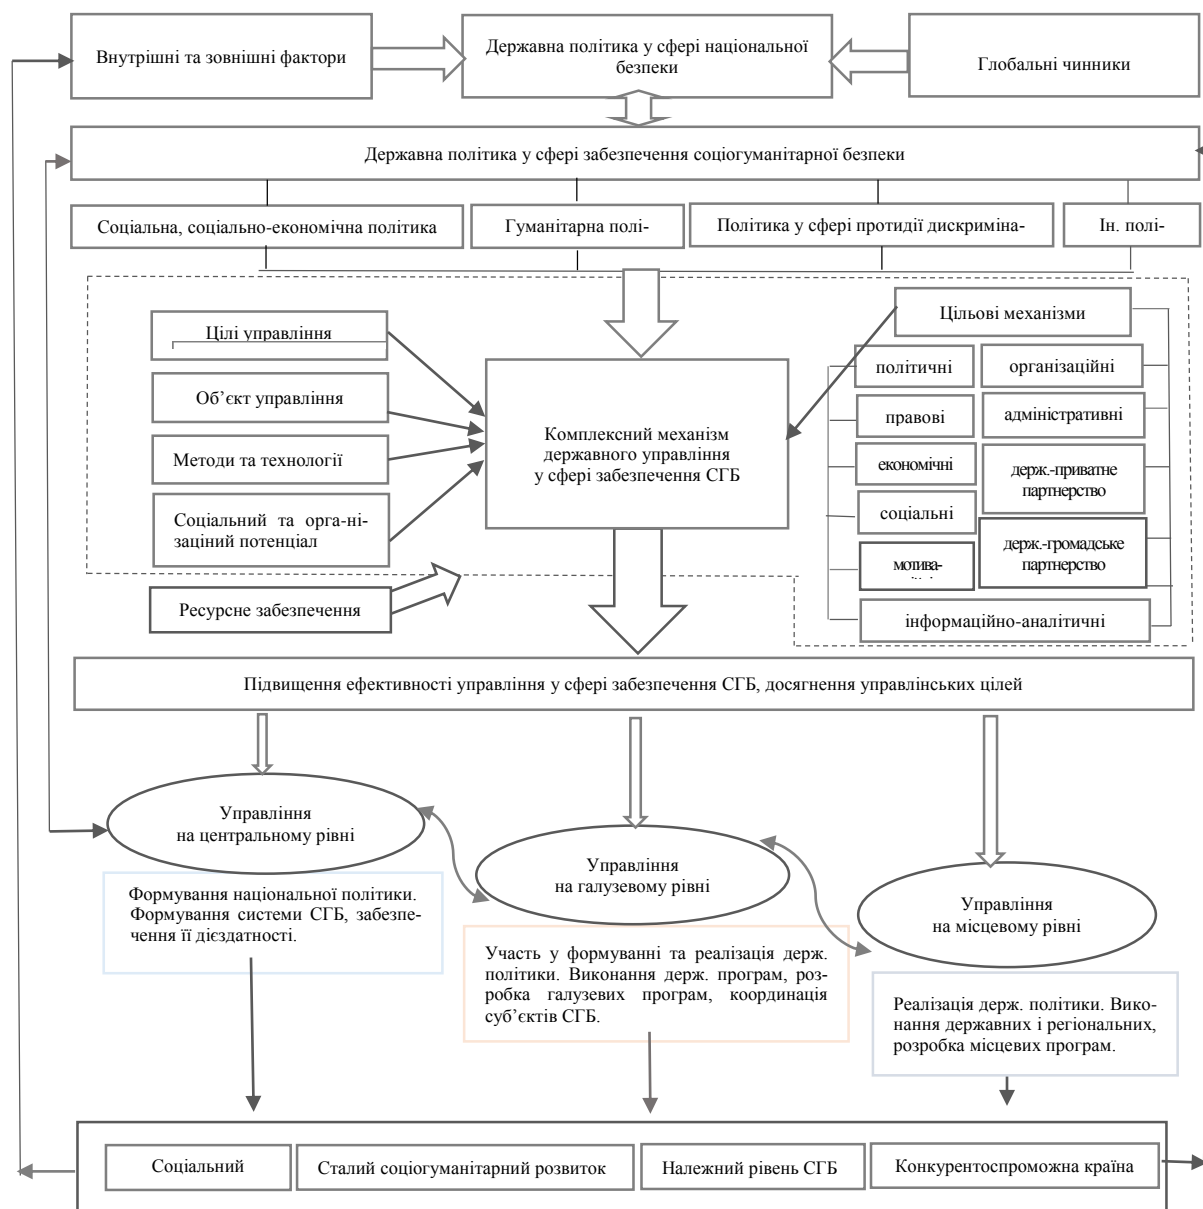 Внутрішні та зовнішні фактори
Державна політика у сфері національної
безпеки
Глобальні чинники
Державна політика у сфері забезпечення соціогуманітарної безпеки
Соціальна, соціально-економічна політика
Гуманітарна полі-
Політика у сфері протидії дискриміна-
Ін. полі-
Цілі управління
Об’єкт управління
Методи та технології
Соціальний та орга-ні-
заціний потенціал
Ресурсне забезпечення
Комплексний механізм
державного управління
у сфері забезпечення СГБ
Цільові механізми
політичні
організаційні
правові
адміністративні
економічні
держ.-приватне
партнерство
соціальні
держ.-громадське
партнерство
мотива-
інформаційно-аналітичні
Підвищення ефективності управління у сфері забезпечення СГБ, досягнення управлінських цілей
Управління
на центральному рівні
Управління
на галузевому рівні
Управління
на місцевому рівні
Формування національної політики.
Формування системи СГБ, забезпе-
чення її дієздатності.
Участь у формуванні та реалізація держ.
політики. Виконання держ. програм, роз-
робка галузевих програм, координація
суб’єктів СГБ.
Реалізація держ. політики. Вико-
нання державних і регіональних,
розробка місцевих програм.
Соціальний
Сталий соціогуманітарний розвиток
Належний рівень СГБ
Конкурентоспроможна країна